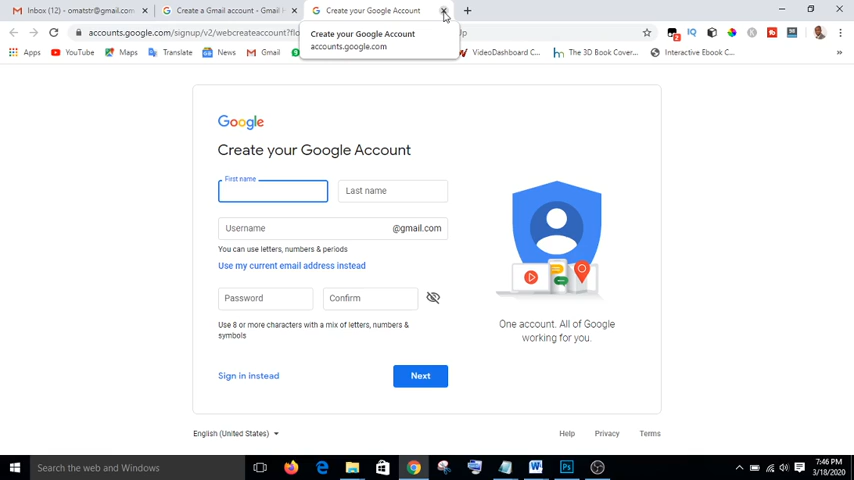 Inbox (12) - omatstr@gmail.com
Create a Gmail account - Gmail H
Create your Google Account
accounts.google.com/signup/v2/webcreateaccount?flo
Up
Create your Google Account
accounts.google.com
Apps
YouTube
Maps
Translate
News
Gmail
VideoDashboard C...
The 3D Book Cover...
Interactive Ebook C...
»
2
IQ
Google
Create your Google Account
First name
Last name
Username
@gmail.com
You can use letters, numbers & periods
Use my current email address instead
Password
Confirm
Use 8 or more characters with a mix of letters, numbers &
symbols
One account. All of Google
working for you.
Sign in instead
Next
English (United States)
Help
Privacy
Terms
Search the web and Windows
7:46 PM
3/18/2020